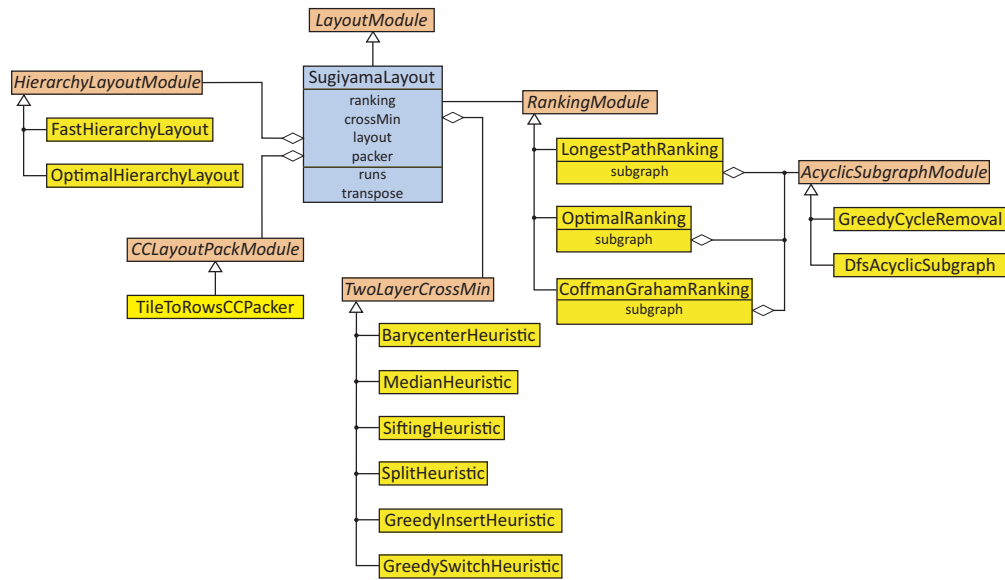 LayoutModule
SugiyamaLayout
ranking
crossMin
layout
packer
runs
transpose
HierarchyLayoutModule
FastHierarchyLayout
OptimalHierarchyLayout
CCLayoutPackModule
TileToRowsCCPacker
TwoLayerCrossMin
BarycenterHeuristic
MedianHeuristic
SiftingHeuristic
SplitHeuristic
GreedyInsertHeuristic
GreedySwitchHeuristic
RankingModule
LongestPathRanking
subgraph
OptimalRanking
subgraph
CoffmanGrahamRanking
subgraph
AcyclicSubgraphModule
GreedyCycleRemoval
DfsAcyclicSubgraph